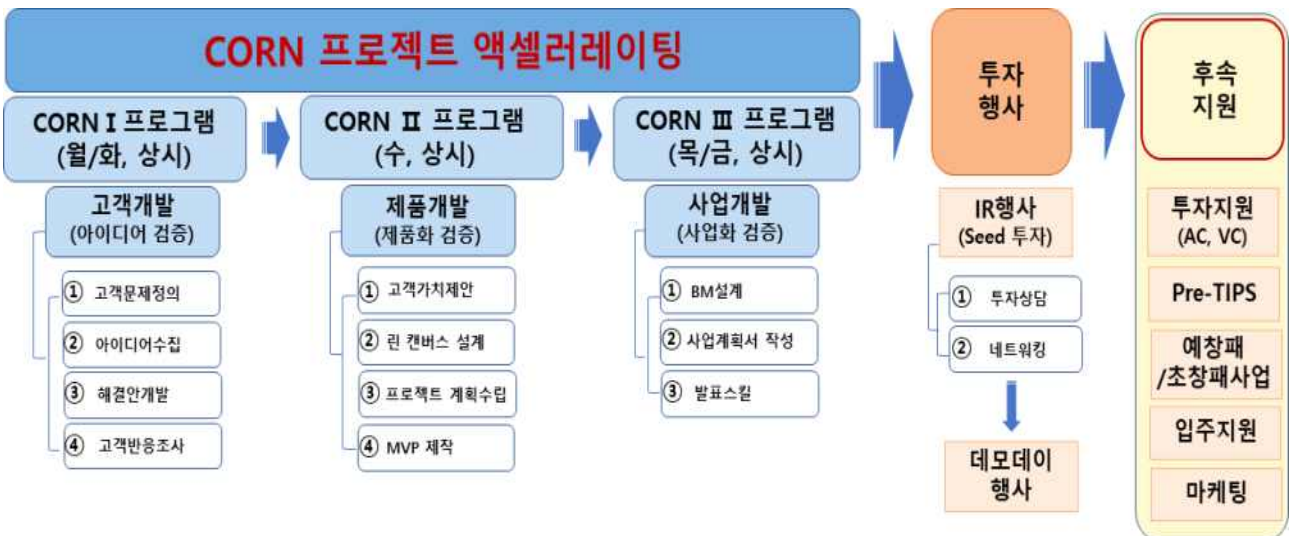 CORN 프로젝트 액셀러레이팅
CORN Ⅰ 프로그램
(월/화, 상시)
고객개발
(아이디어 검증)
① 고객문제정의
② 아이디어수집
③ 해결안개발
④ 고객반응조사
CORN Ⅱ 프로그램
(수, 상시)
제품개발
(제품화 검증)
① 고객가치제안
② 린 캔버스 설계
③ 프로젝트 계획수립
④ MVP 제작
CORN Ⅲ 프로그램
(목/금, 상시)
사업개발
(사업화 검증)
① BM설계
② 사업계획서 작성
③ 발표스킬
투자
행사
IR행사
(Seed 투자)
① 투자상담
② 네트워킹
데모데이
행사
후속
지원
투자지원
(AC, VC)
Pre-TIPS
예창패
/초창패사업
입주지원
마케팅